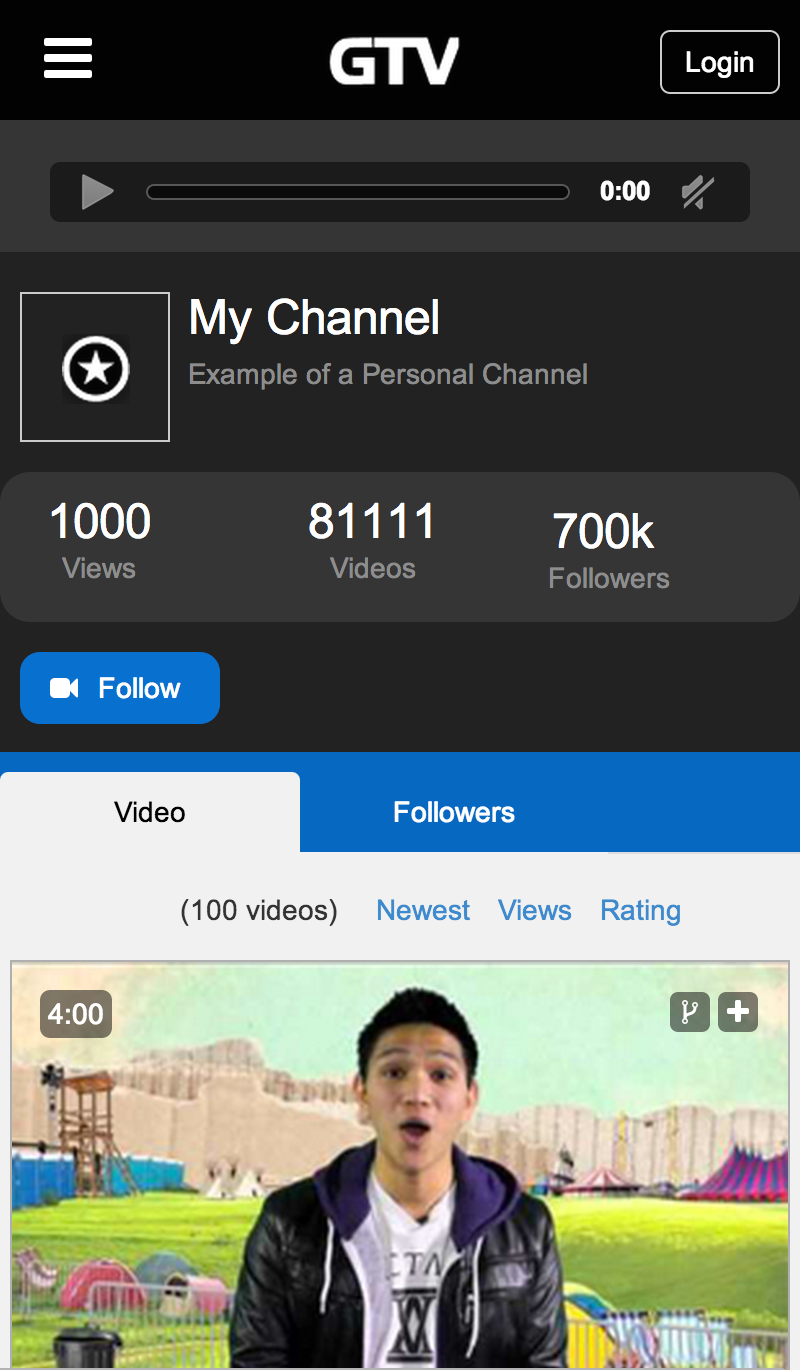 GTV
Login
0:00
My Channel
Example of a Personal Channel
1000 81111 700k
Views Videos Followers
Follow
Video Followers
(100 videos) Newest Views Rating
4:00